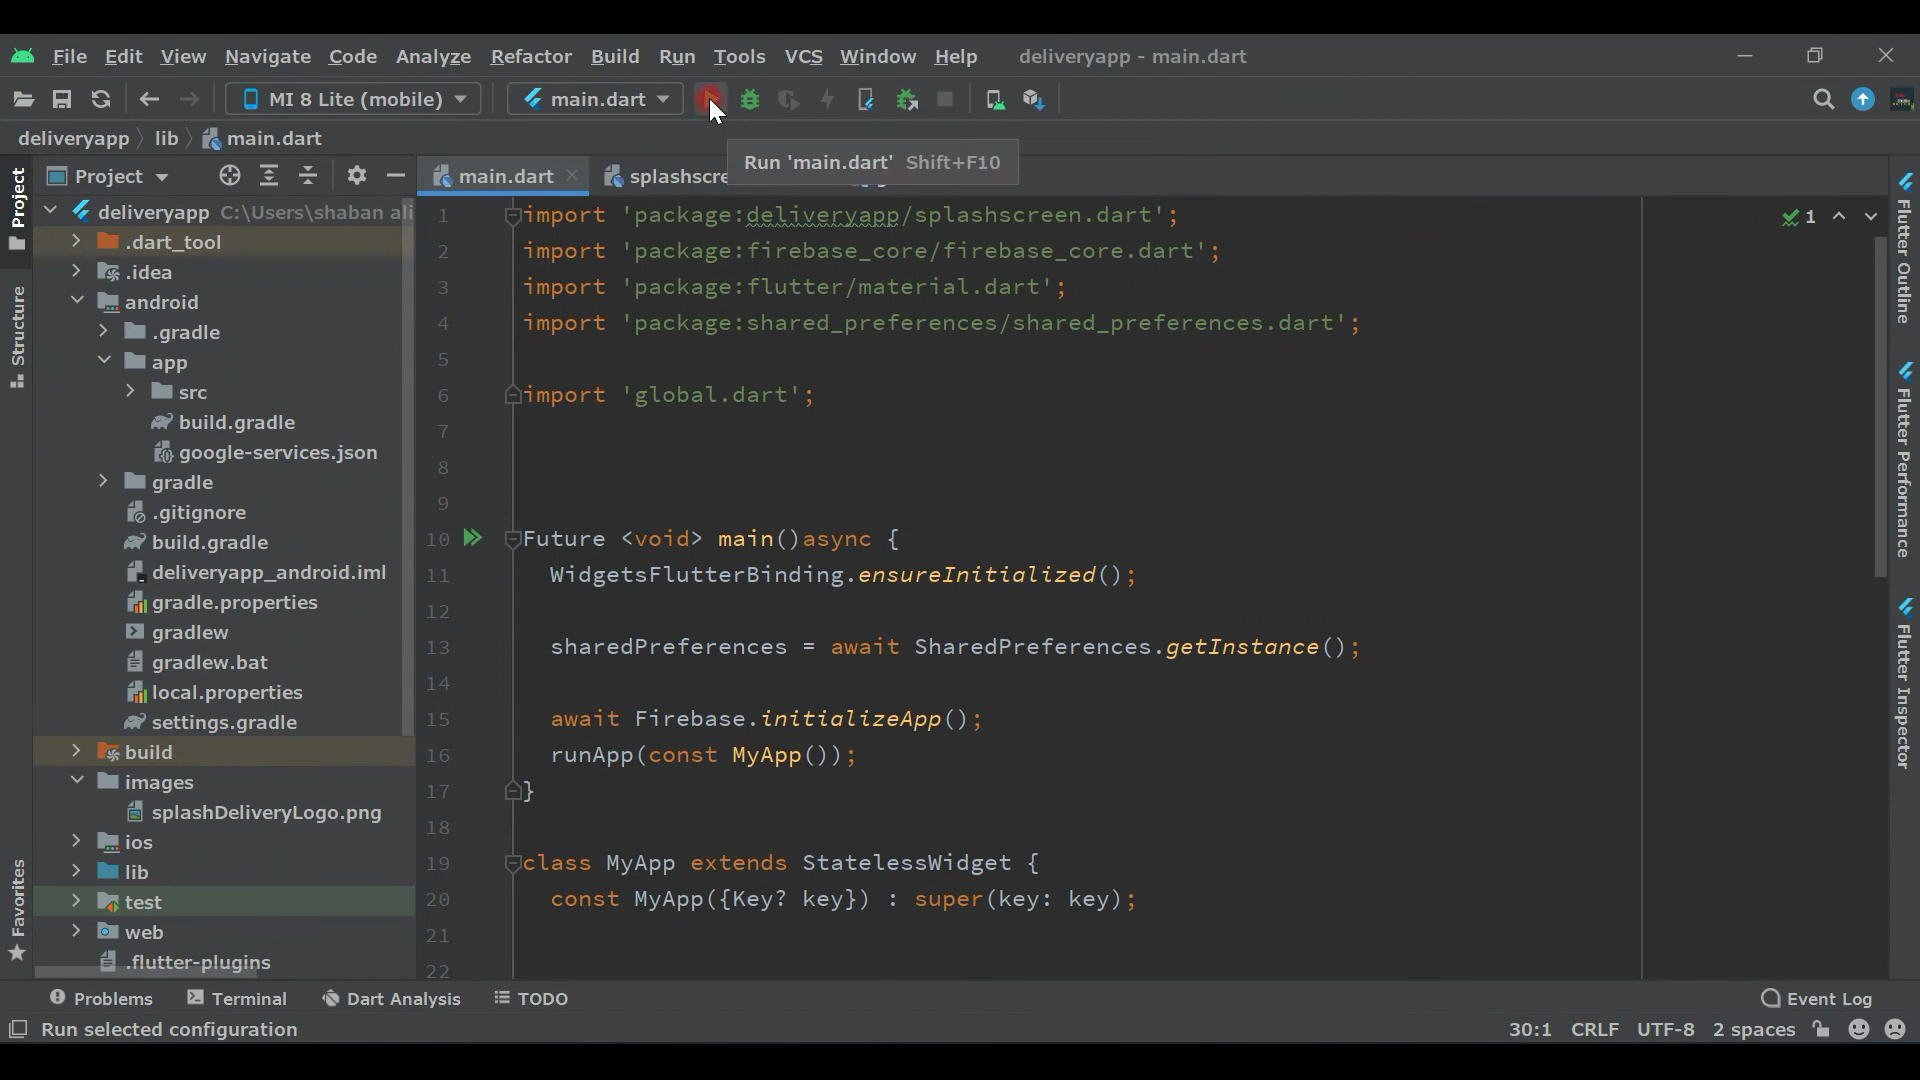 File Edit View Navigate Code Analyze Refactor Build Run Tools VCS Window Help deliveryapp - main.dart
MI 8 Lite (mobile) main.dart
deliveryapp lib main.dart
Run 'main.dart' Shift+F10
Project
main.dart splashscre
deliveryapp C:\Users\shaban ali
.dart_tool
.idea
android
.gradle
app
src
build.gradle
google-services.json
gradle
.gitignore
build.gradle
deliveryapp_android.iml
gradle.properties
gradlew
gradlew.bat
local.properties
settings.gradle
build
images
splashDeliveryLogo.png
ios
lib
test
web
.flutter-plugins
Project
Structure
Favorites
1 import 'package:deliveryapp/splashscreen.dart';
2 import 'package:firebase_core/firebase_core.dart';
3 import 'package:flutter/material.dart';
4 import 'package:shared_preferences/shared_preferences.dart';
5
6 import 'global.dart';
7
8
9
10 Future <void> main()async {
11 WidgetsFlutterBinding.ensureInitialized();
12
13 sharedPreferences = await SharedPreferences.getInstance();
14
15 await Firebase.initializeApp();
16 runApp(const MyApp());
17 }
18
19 class MyApp extends StatelessWidget {
20 const MyApp({Key? key}) : super(key: key);
21
22
1
Flutter Outline
Flutter Performance
Flutter Inspector
Problems Terminal Dart Analysis TODO Event Log
Run selected configuration 30:1 CRLF UTF-8 2 spaces